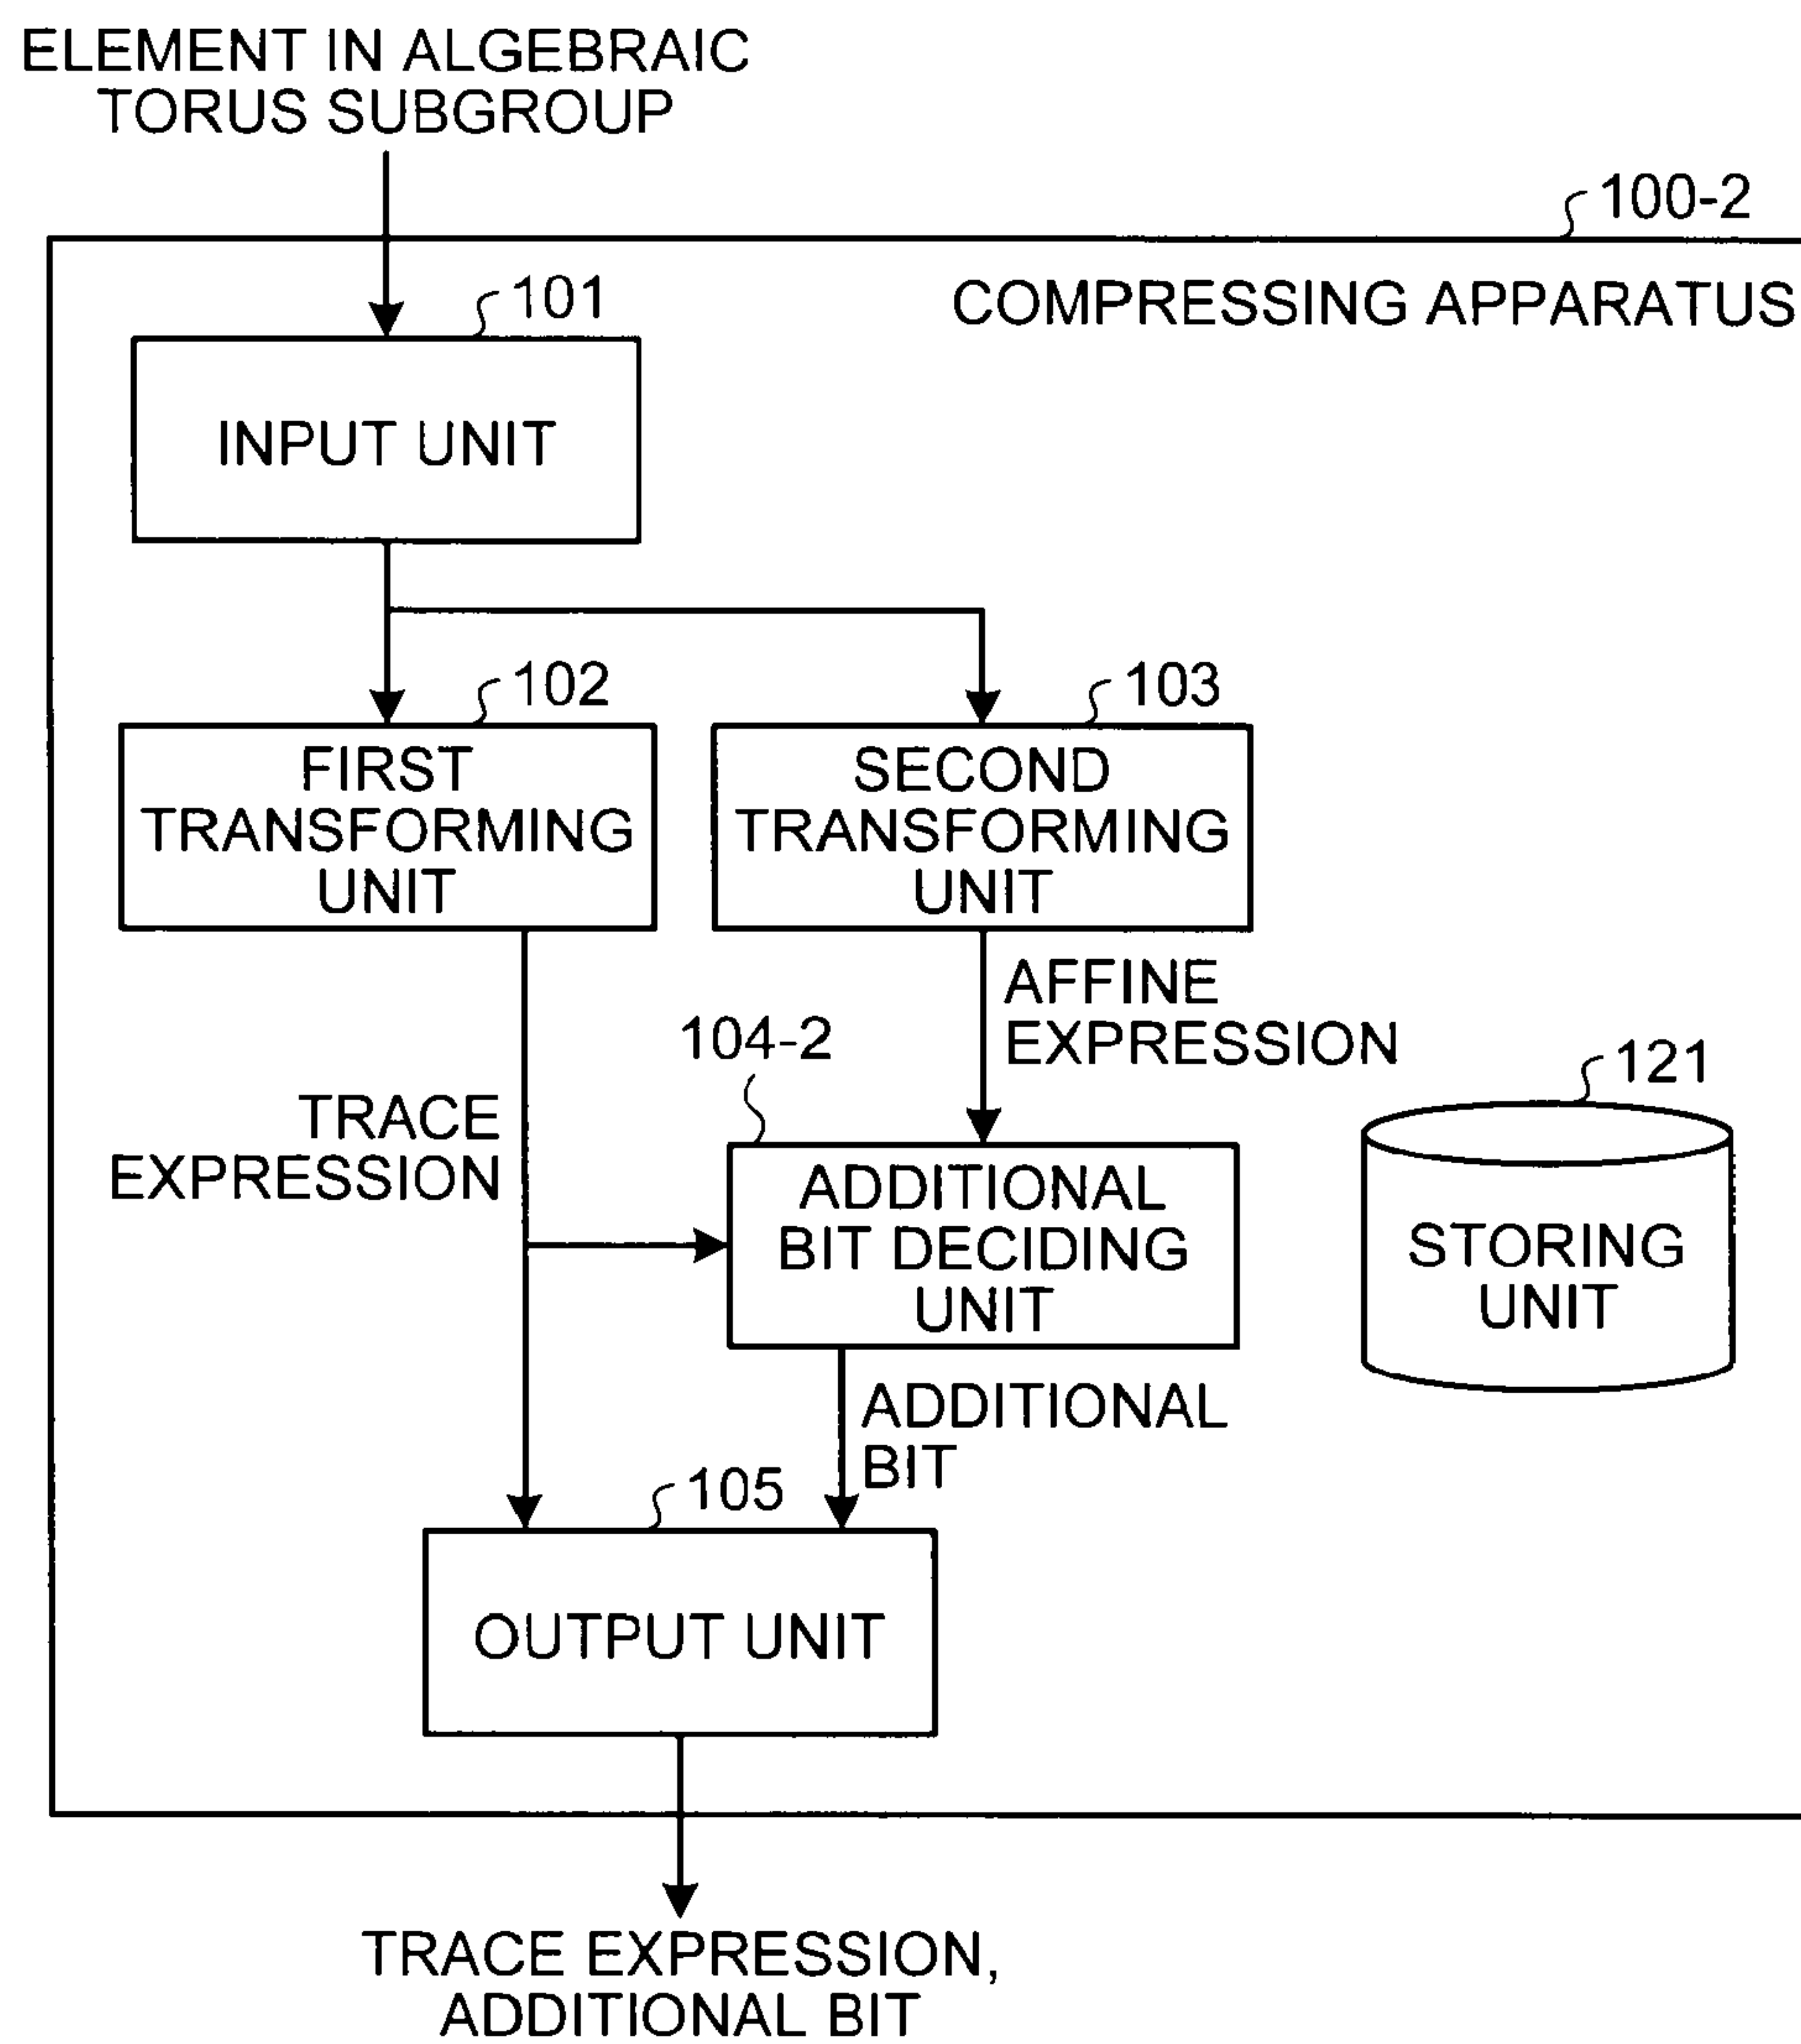 ELEMENT IN ALGEBRAIC
TORUS SUBGROUP
100-2
COMPRESSING APPARATUS
101
INPUT UNIT
102
FIRST
TRANSFORMING
UNIT
103
SECOND
TRANSFORMING
UNIT
AFFINE
EXPRESSION
104-2
TRACE
EXPRESSION
ADDITIONAL
BIT DECIDING
UNIT
121
STORING
UNIT
ADDITIONAL
BIT
105
OUTPUT UNIT
TRACE EXPRESSION,
ADDITIONAL BIT